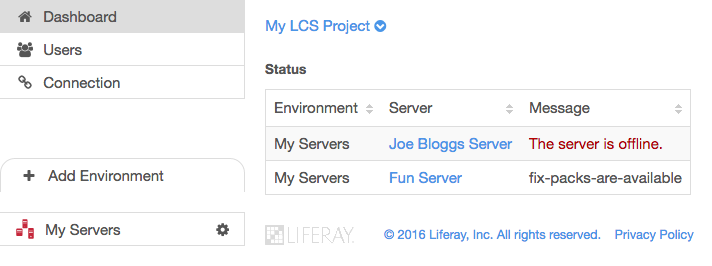 Dashboard
Users
Connection
Add Environment
My Servers
My LCS Project
Status
Environment Server Message
My Servers Joe Bloggs Server The server is offline.
My Servers Fun Server fix-packs-are-available
LIFERAY. © 2016 Liferay, Inc. All rights reserved. Privacy Policy